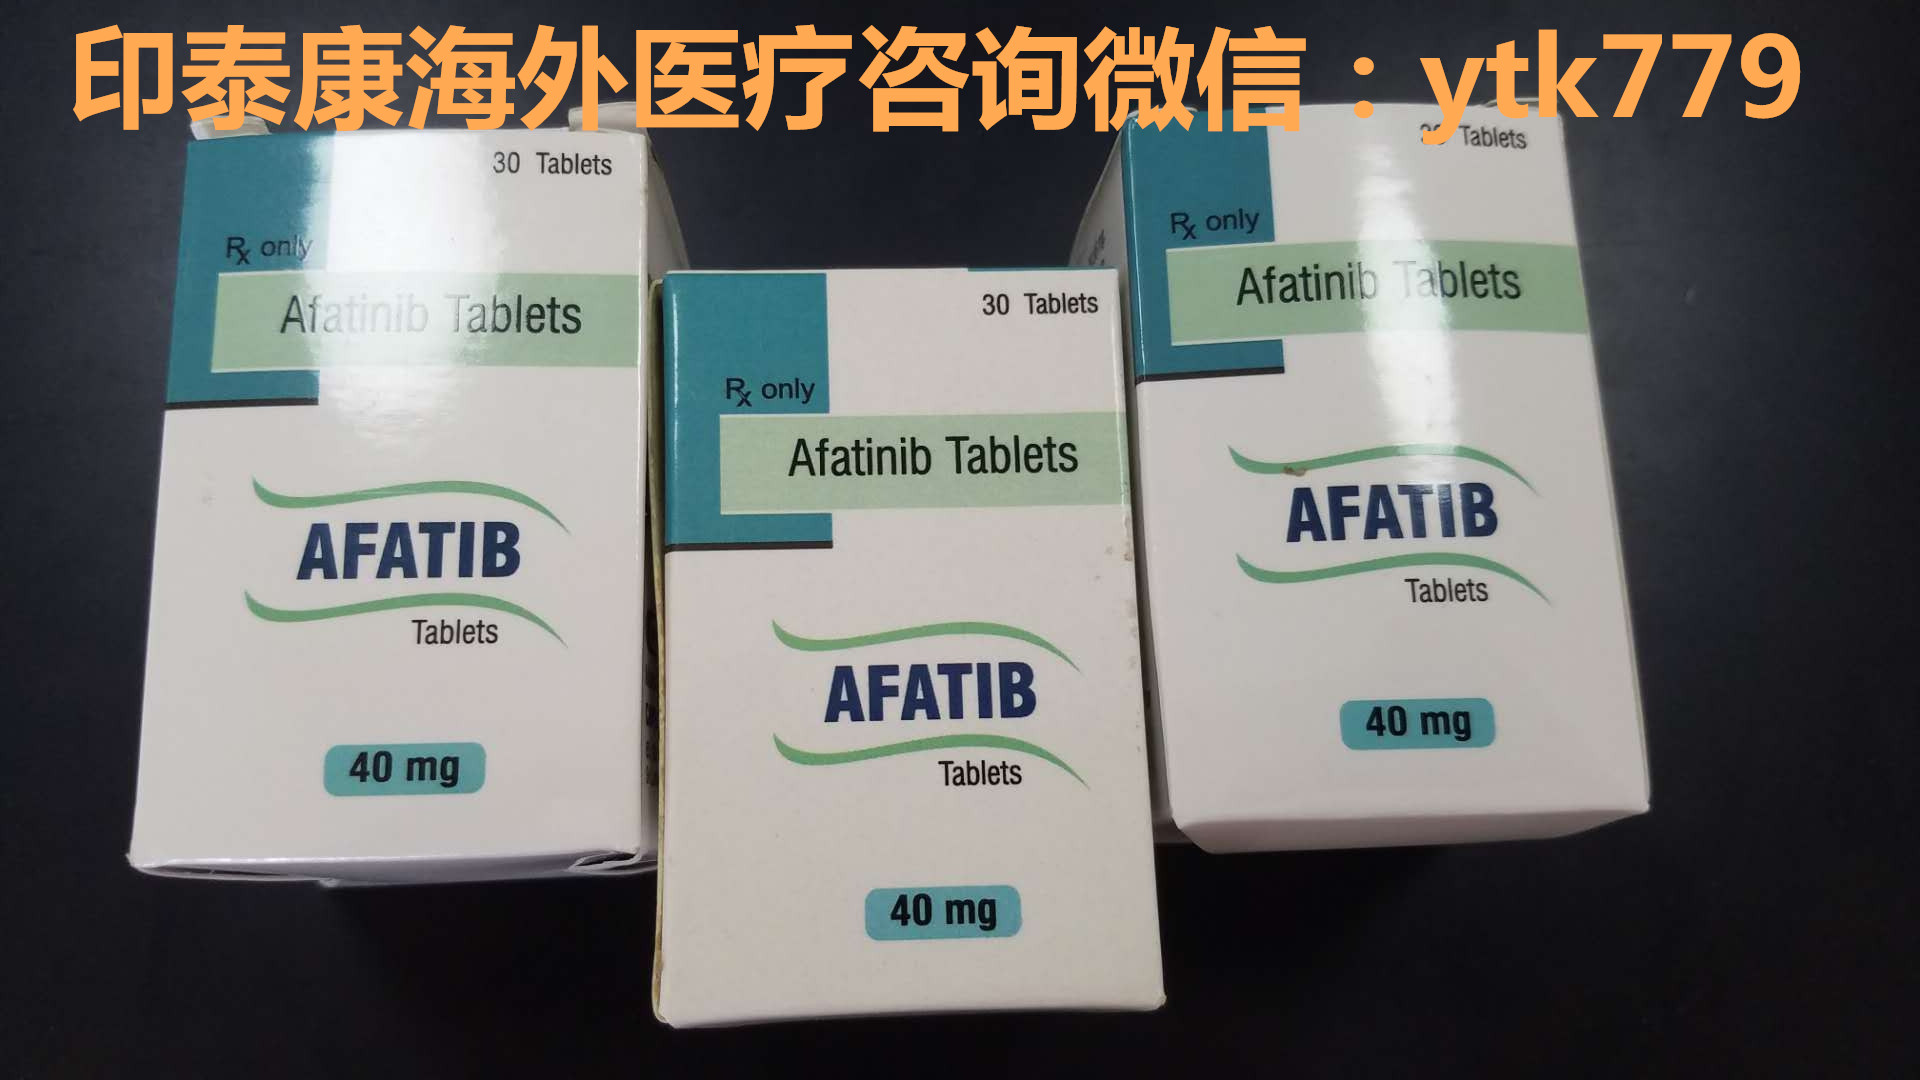 印泰康海外医疗咨询微信：ytk779
30 Tablets
Rx only
Afatinib Tablets
AFATIB
Tablets
40 mg
30 Tablets
Rx only
Afatinib Tablets
AFATIB
Tablets
40 mg
30 Tablets
Rx only
Afatinib Tablets
AFATIB
Tablets
40 mg